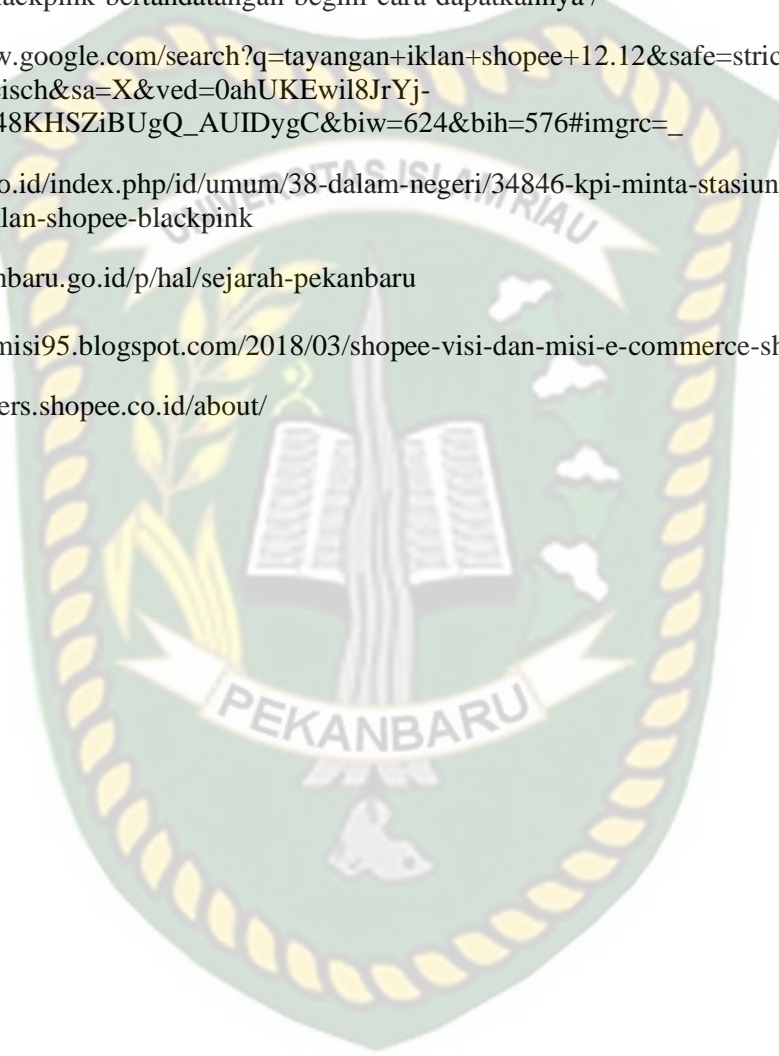 lackpink-bertandatangan-begini-cara-dapatkannya /
w.google.com/search?q=tayangan+iklan+shopee+12.12&safe=stric
isch&sa=X&ved=0ahUKEwil8JrYj-
48KHSZiBUgQ_AUIDygC&biw=624&bih=576#imgrc=_
o.id/index.php/id/umum/38-dalam-negeri/34846-kpi-minta-stasiun
lan-shopee-blackpink
nbaru.go.id/p/hal/sejarah-pekanbaru
misi95.blogspot.com/2018/03/shopee-visi-dan-misi-e-commerce-sh
ers.shopee.co.id/about/
UNIVERSITAS ISLAM RIAU
PEKANBARU